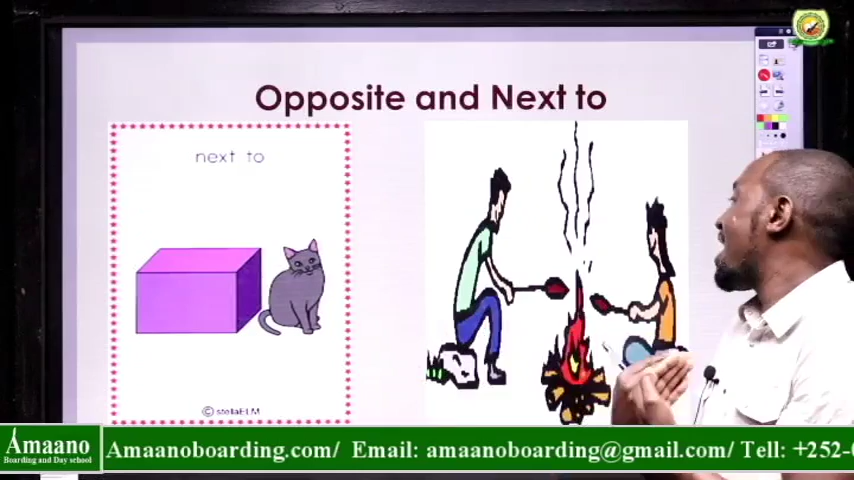 Opposite and Next to
next to
© stellaELM
Amaano
Boarding and Day school
Amaanoboarding.com/ Email: amaanoboarding@gmail.com/ Tell: +252-6